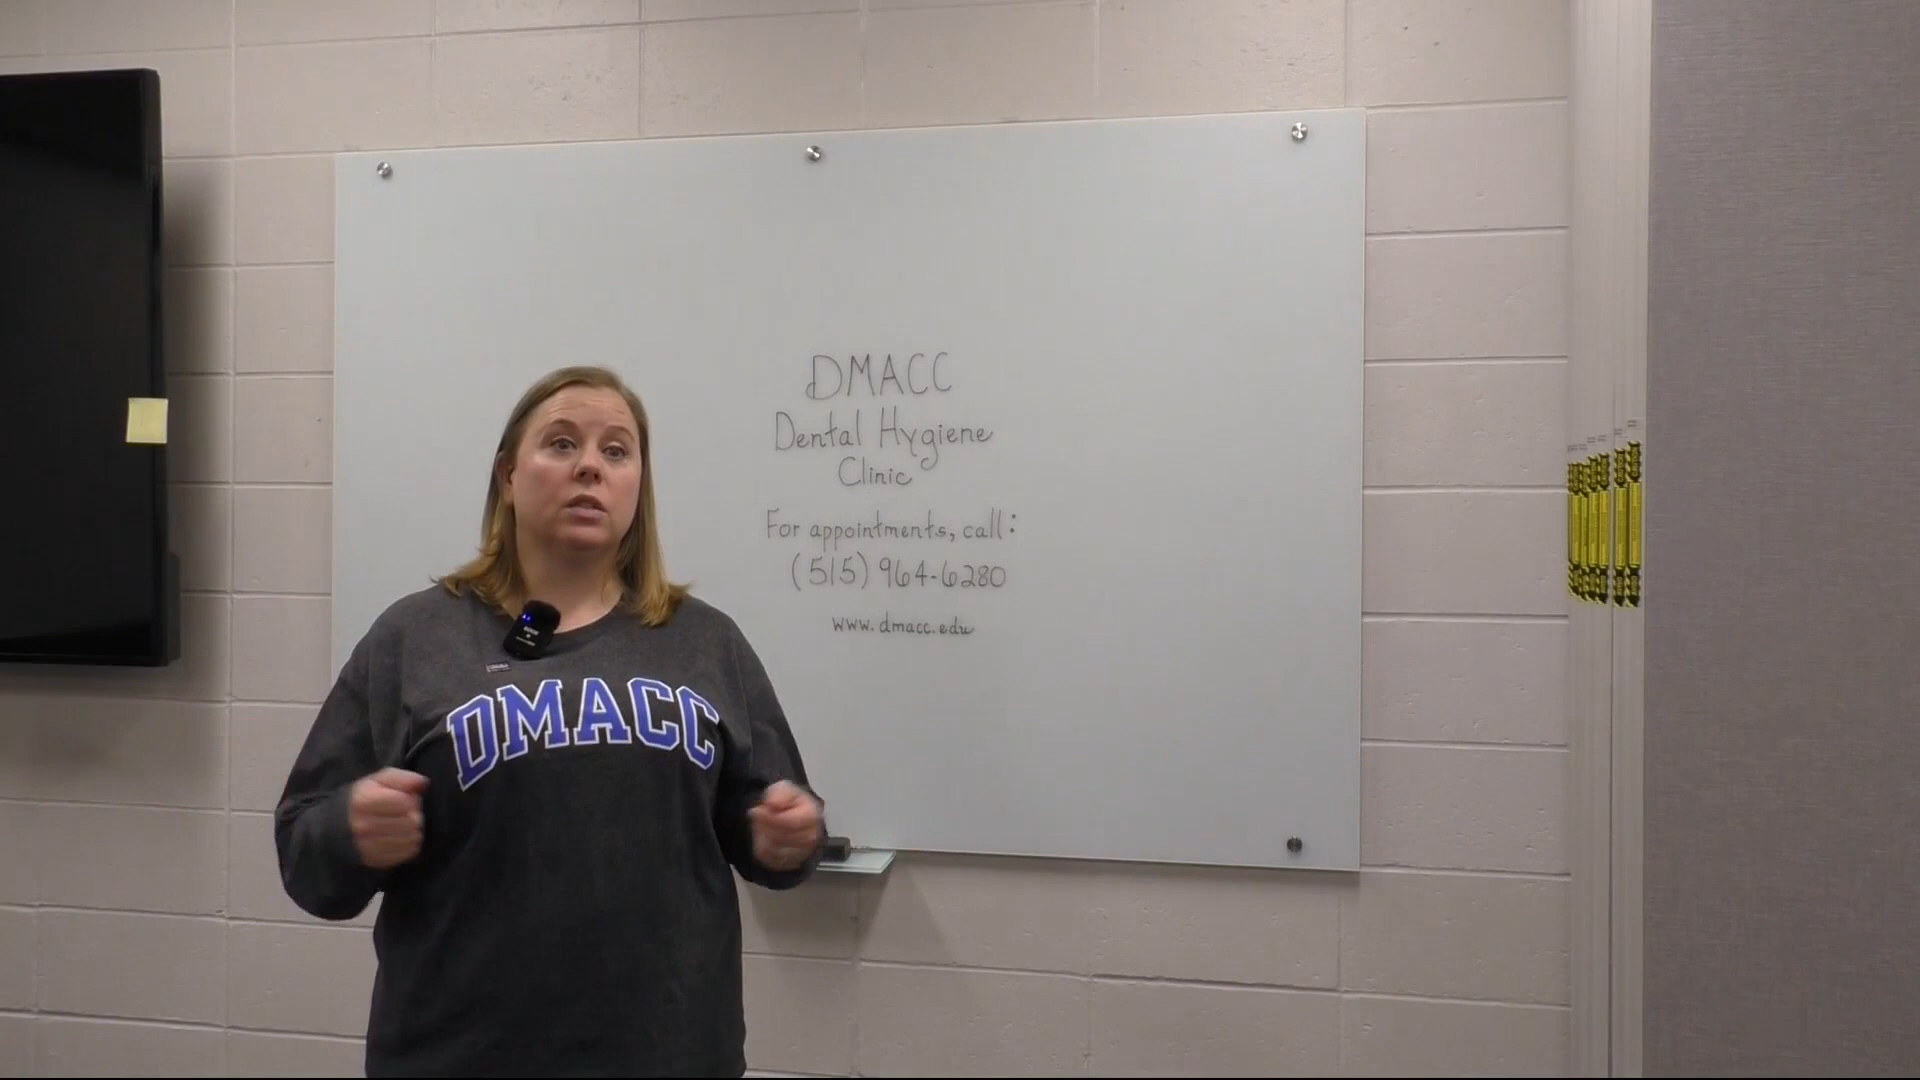 DMACC
Dental Hygiene
Clinic
For appointments, call:
(515) 964-6280
www.dmacc.edu
DMACC